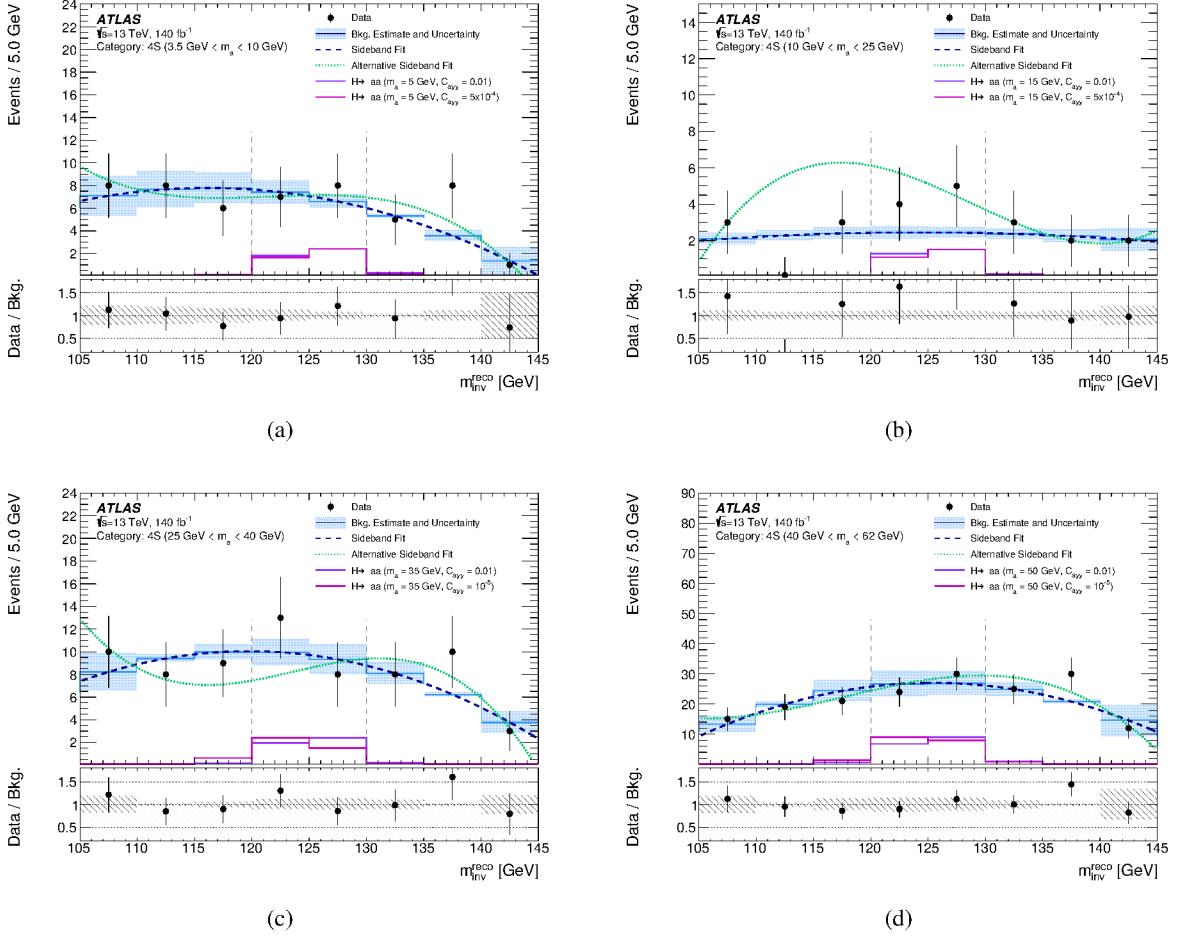 Events / 5.0 GeV
ATLAS
√s=13 TeV, 140 fb⁻¹
Category: 4S (3.5 GeV < mₐ < 10 GeV)
Data
Bkg. Estimate and Uncertainty
Sideband Fit
Alternative Sideband Fit
H→ aa (mₐ = 5 GeV, C_aγγ = 0.01)
H→ aa (mₐ = 5 GeV, C_aγγ = 5x10⁻⁴)
24
22
20
18
16
14
12
10
8
6
4
2
Data / Bkg.
1.5
1
0.5
105 110 115 120 125 130 135 140 145
m_inv^reco [GeV]
(a)
Events / 5.0 GeV
ATLAS
√s=13 TeV, 140 fb⁻¹
Category: 4S (10 GeV < mₐ < 25 GeV)
Data
Bkg. Estimate and Uncertainty
Sideband Fit
Alternative Sideband Fit
H→ aa (mₐ = 15 GeV, C_aγγ = 0.01)
H→ aa (mₐ = 15 GeV, C_aγγ = 5x10⁻⁴)
14
12
10
8
6
4
2
Data / Bkg.
1.5
1
0.5
105 110 115 120 125 130 135 140 145
m_inv^reco [GeV]
(b)
Events / 5.0 GeV
ATLAS
√s=13 TeV, 140 fb⁻¹
Category: 4S (25 GeV < mₐ < 40 GeV)
Data
Bkg. Estimate and Uncertainty
Sideband Fit
Alternative Sideband Fit
H→ aa (mₐ = 35 GeV, C_aγγ = 0.01)
H→ aa (mₐ = 35 GeV, C_aγγ = 10⁻⁵)
24
22
20
18
16
14
12
10
8
6
4
2
Data / Bkg.
1.5
1
0.5
105 110 115 120 125 130 135 140 145
m_inv^reco [GeV]
(c)
Events / 5.0 GeV
ATLAS
√s=13 TeV, 140 fb⁻¹
Category: 4S (40 GeV < mₐ < 62 GeV)
Data
Bkg. Estimate and Uncertainty
Sideband Fit
Alternative Sideband Fit
H→ aa (mₐ = 50 GeV, C_aγγ = 0.01)
H→ aa (mₐ = 50 GeV, C_aγγ = 10⁻⁵)
90
80
70
60
50
40
30
20
10
Data / Bkg.
1.5
1
0.5
105 110 115 120 125 130 135 140 145
m_inv^reco [GeV]
(d)